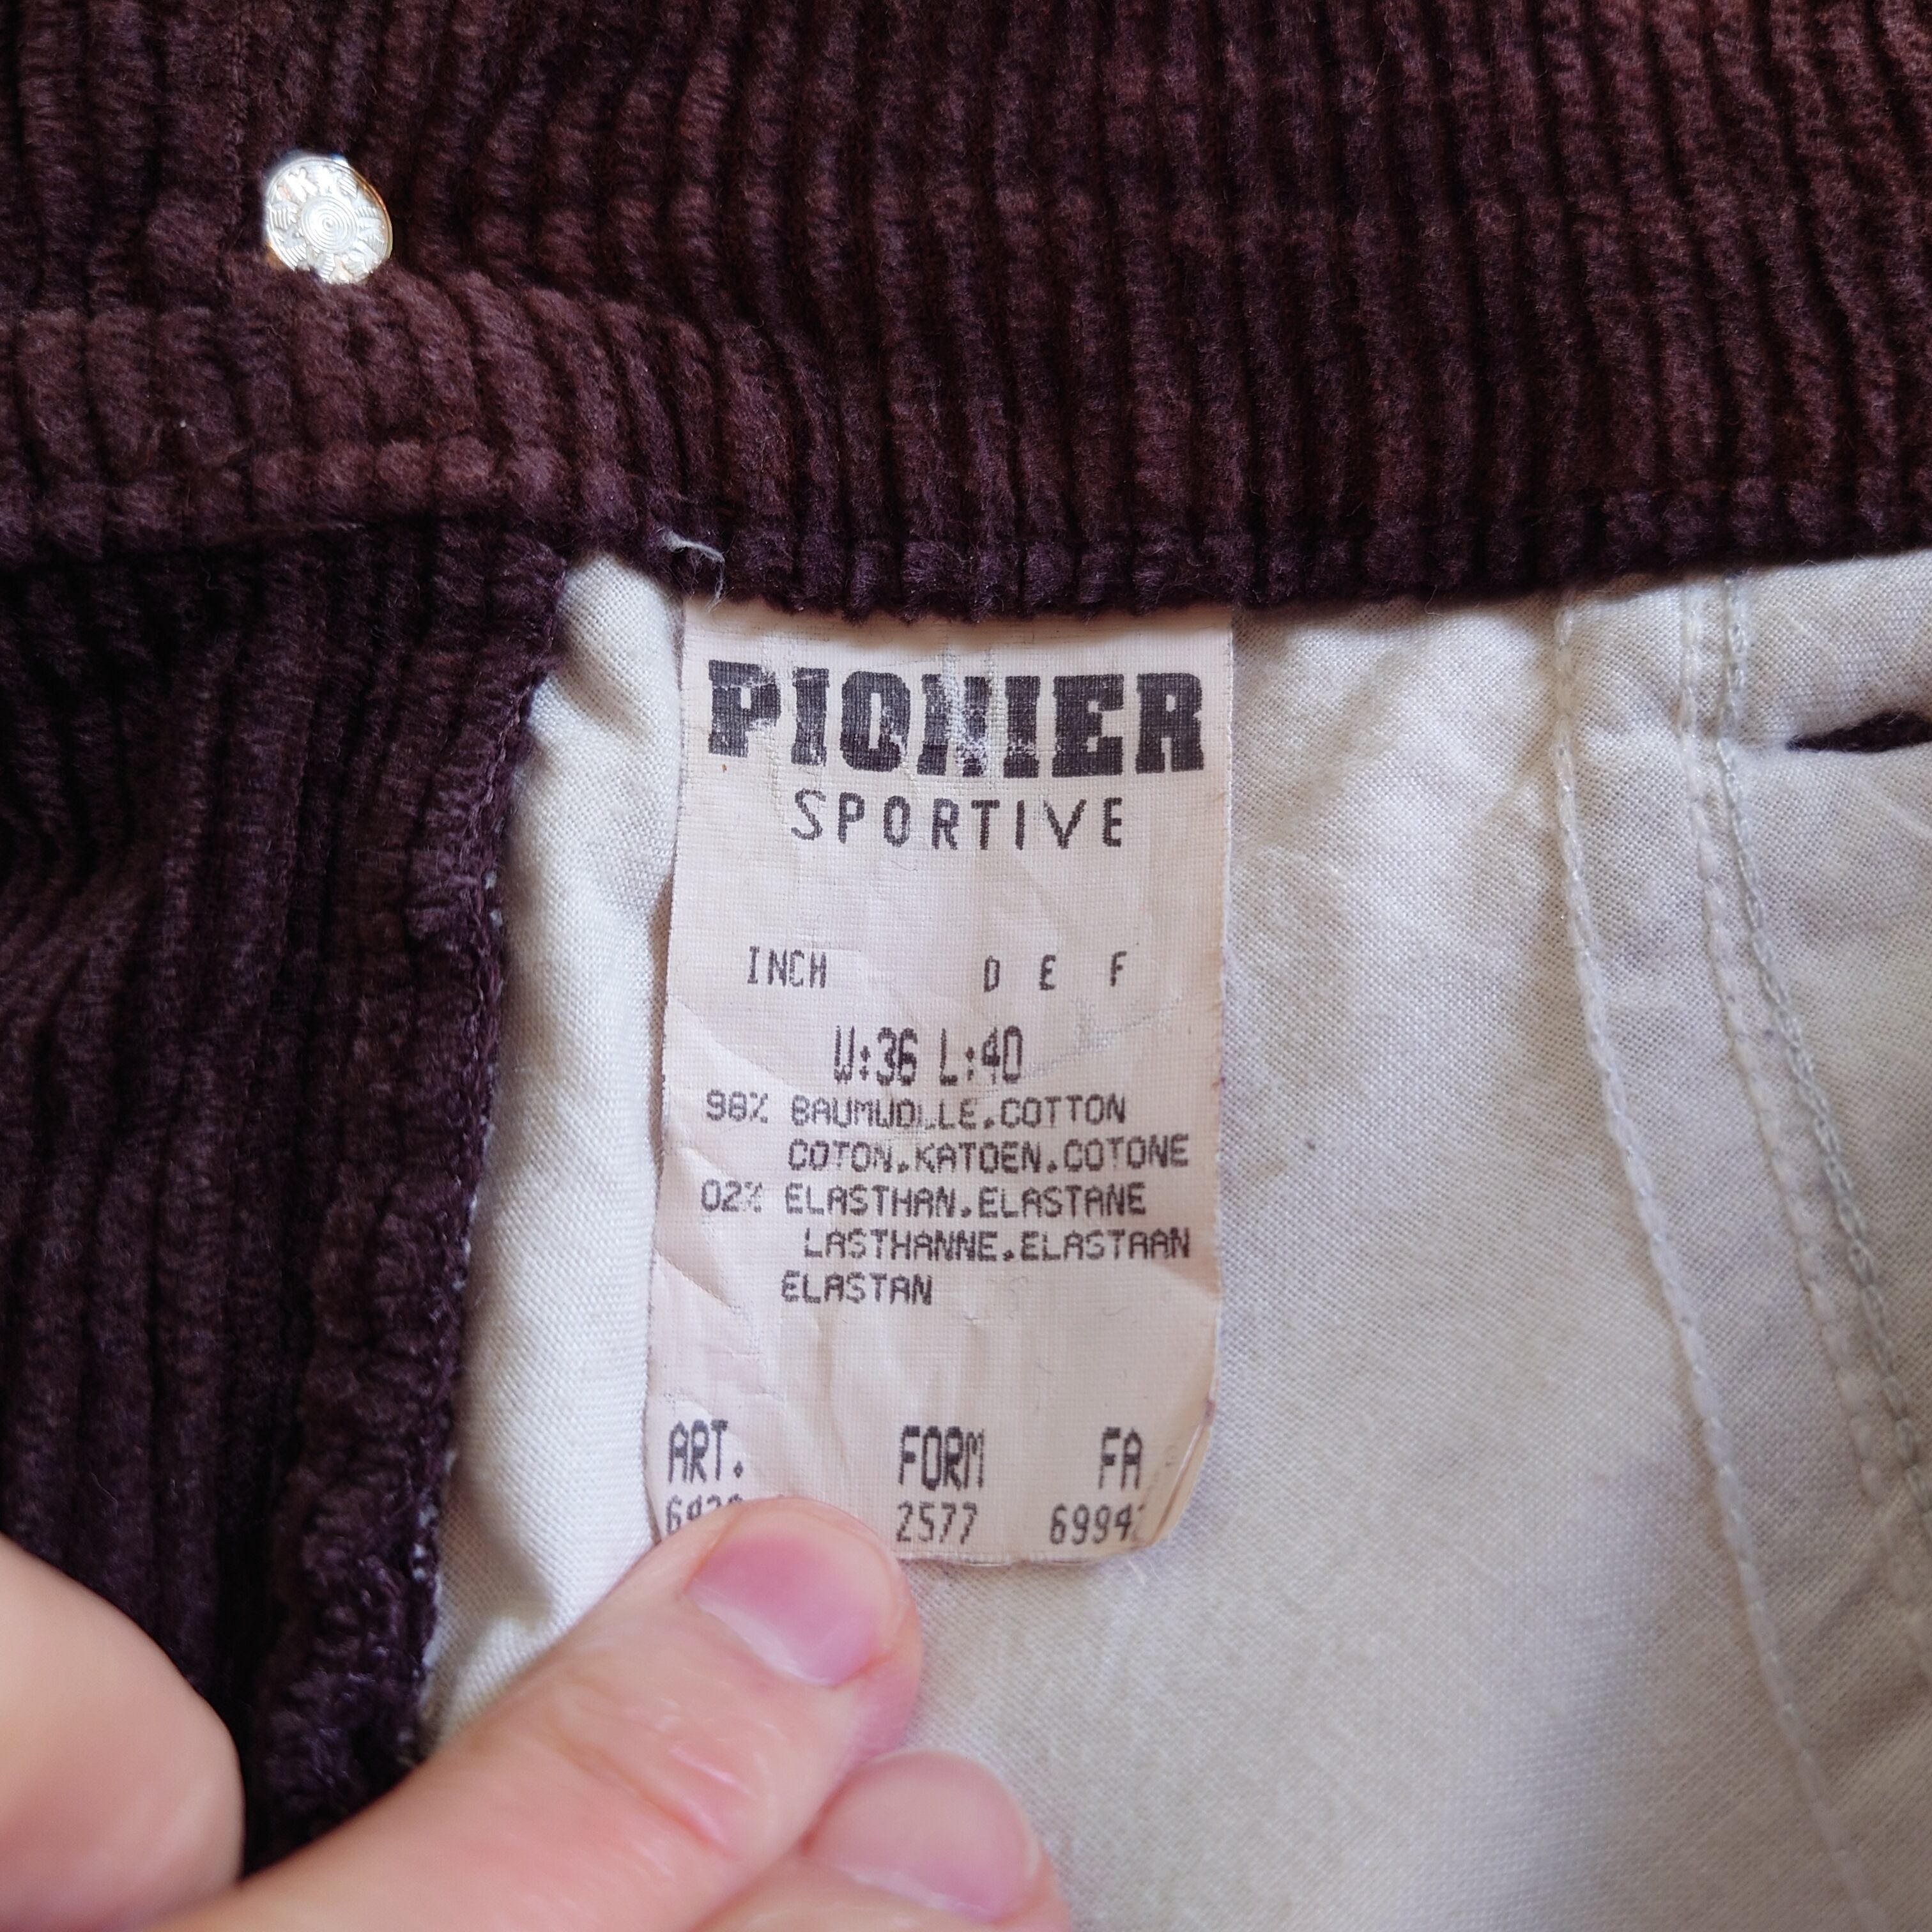 PIONIER
SPORTIVE
INCH D E F
W:36 L:40
98% BAUMWOLLE.COTTON
COTON.KATOEN.COTONE
02% ELASTHAN.ELASTANE
LASTHANNE.ELASTAAN
ELASTAN
ART. FORM FA
2577